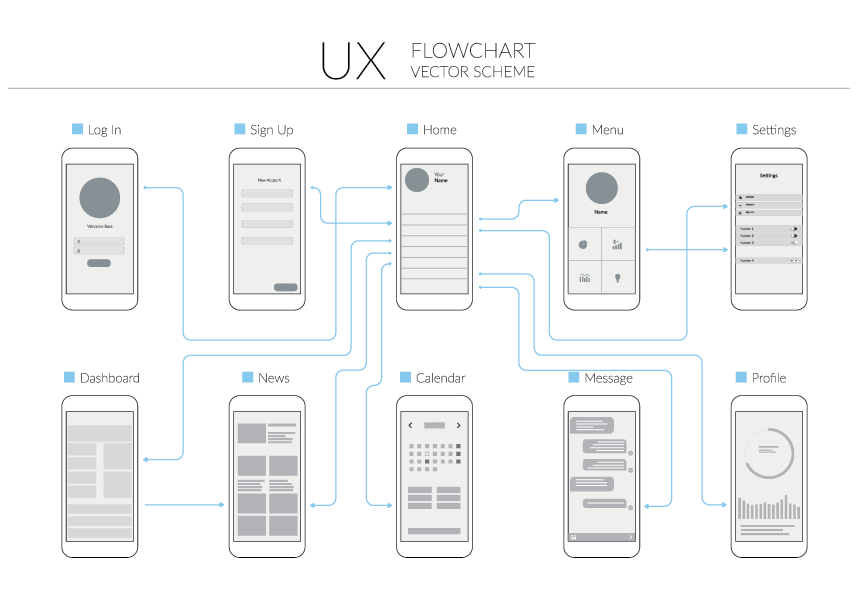 UX
FLOWCHART
VECTOR SCHEME
Log In
Sign Up
Home
Menu
Settings
Welcome Back
New Account
Your
Name
Name
Settings
Number 1
Number 2
Number 3
Number 4
Dashboard
News
Calendar
Message
Profile